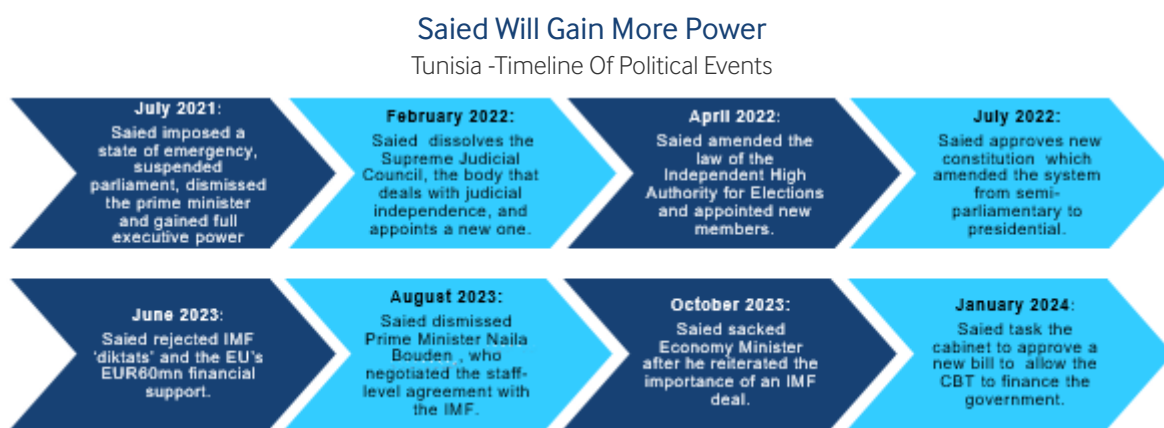 Saied Will Gain More Power
Tunisia -Timeline Of Political Events
July 2021:
Saied imposed a
state of emergency,
suspended
parliament, dismissed
the prime minister
and gained full
executive power
February 2022:
Saied dissolves the
Supreme Judicial
Council, the body that
deals with judicial
independence, and
appoints a new one.
April 2022:
Saied amended the
law of the
Independent High
Authority for Elections
and appointed new
members.
July 2022:
Saied approves new
constitution which
amended the system
from semi-
parliamentary to
presidential.
June 2023:
Saied rejected IMF
'diktats' and the EU's
EUR60mn financial
support.
August 2023:
Saied dismissed
Prime Minister Naila
Bouden , who
negotiated the staff-
level agreement with
the IMF.
October 2023:
Saied sacked
Economy Minister
after he reiterated the
importance of an IMF
deal.
January 2024:
Saied task the
cabinet to approve a
new bill to allow the
CBT to finance the
government.